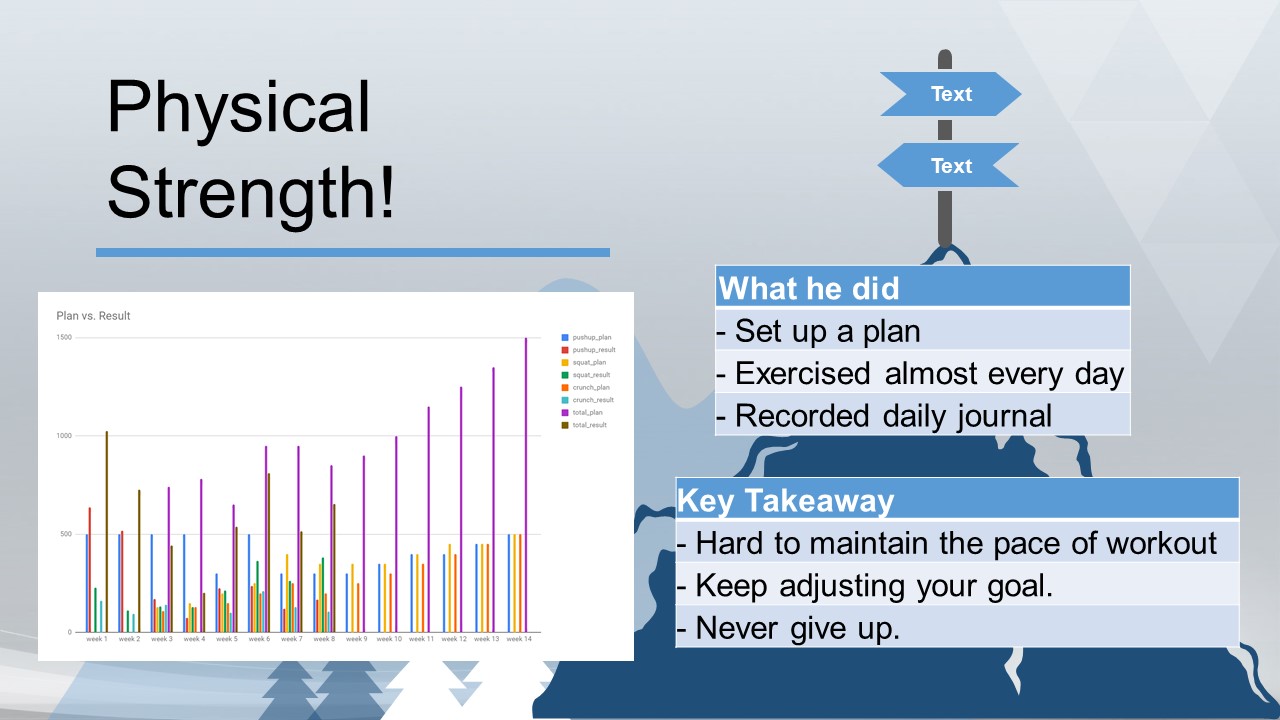 Physical
Strength!
Text
Text
Plan vs. Result
1500
1000
500
0
pushup_plan
pushup_result
squat_plan
squat_result
crunch_plan
crunch_result
total_plan
total_result
week 1 week 2 week 3 week 4 week 5 week 6 week 7 week 8 week 9 week 10 week 11 week 12 week 13 week 14
What he did
- Set up a plan
- Exercised almost every day
- Recorded daily journal
Key Takeaway
- Hard to maintain the pace of workout
- Keep adjusting your goal.
- Never give up.